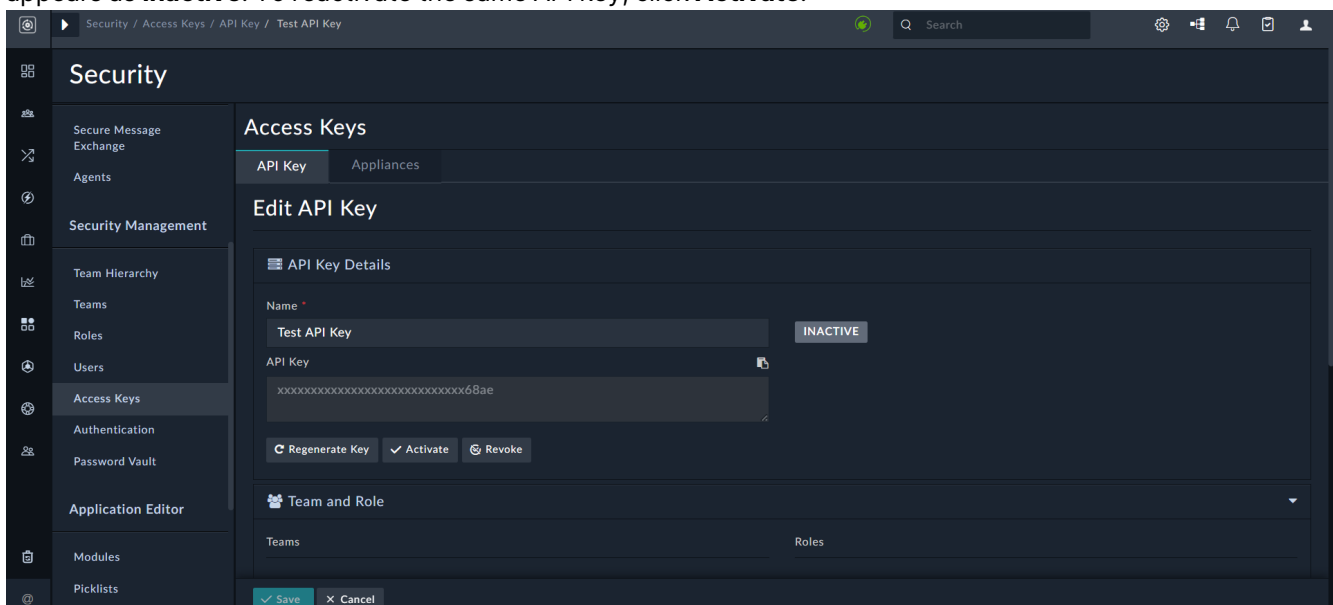 appears as Inactive. To reactivate the same API key, click Activate.
Security / Access Keys / API Key / Test API Key
Search
Security
Secure Message
Exchange
Agents
Security Management
Team Hierarchy
Teams
Roles
Users
Access Keys
Authentication
Password Vault
Application Editor
Modules
Picklists
Access Keys
API Key
Appliances
Edit API Key
API Key Details
Name *
Test API Key
INACTIVE
API Key
xxxxxxxxxxxxxxxxxxxxxxxxxxxx68ae
Regenerate Key
Activate
Revoke
Team and Role
Teams
Roles
Save
Cancel